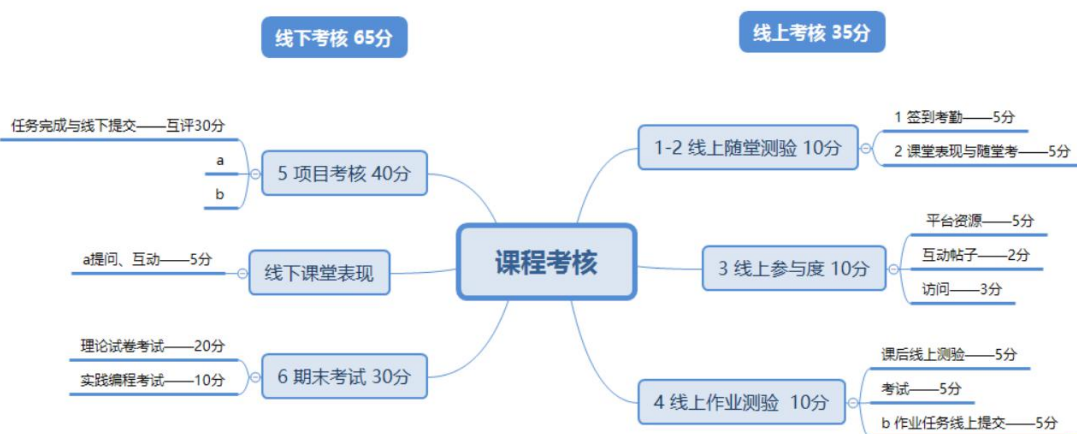 线下考核 65分
线上考核 35分
任务完成与线下提交——互评30分
a
b
5 项目考核 40分
a提问、互动——5分
线下课堂表现
理论试卷考试——20分
实践编程考试——10分
6 期末考试 30分
课程考核
1-2 线上随堂测验 10分
1 签到考勤——5分
2 课堂表现与随堂考——5分
3 线上参与度 10分
平台资源——5分
互动帖子——2分
访问——3分
4 线上作业测验 10分
课后线上测验——5分
考试——5分
b 作业任务线上提交——5分